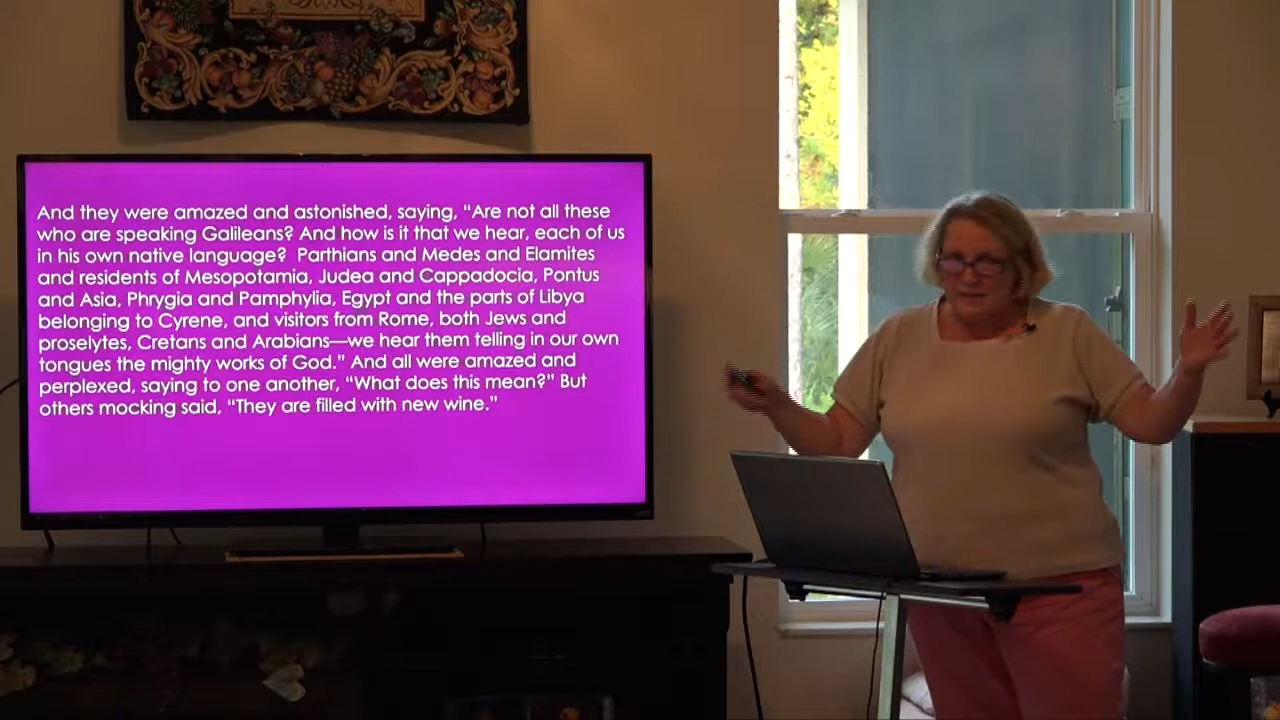 And they were amazed and astonished, saying, “Are not all these
who are speaking Galileans? And how is it that we hear, each of us
in his own native language?  Parthians and Medes and Elamites
and residents of Mesopotamia, Judea and Cappadocia, Pontus
and Asia, Phrygia and Pamphylia, Egypt and the parts of Libya
belonging to Cyrene, and visitors from Rome, both Jews and
proselytes, Cretans and Arabians—we hear them telling in our own
tongues the mighty works of God.” And all were amazed and
perplexed, saying to one another, “What does this mean?” But
others mocking said, “They are filled with new wine.”